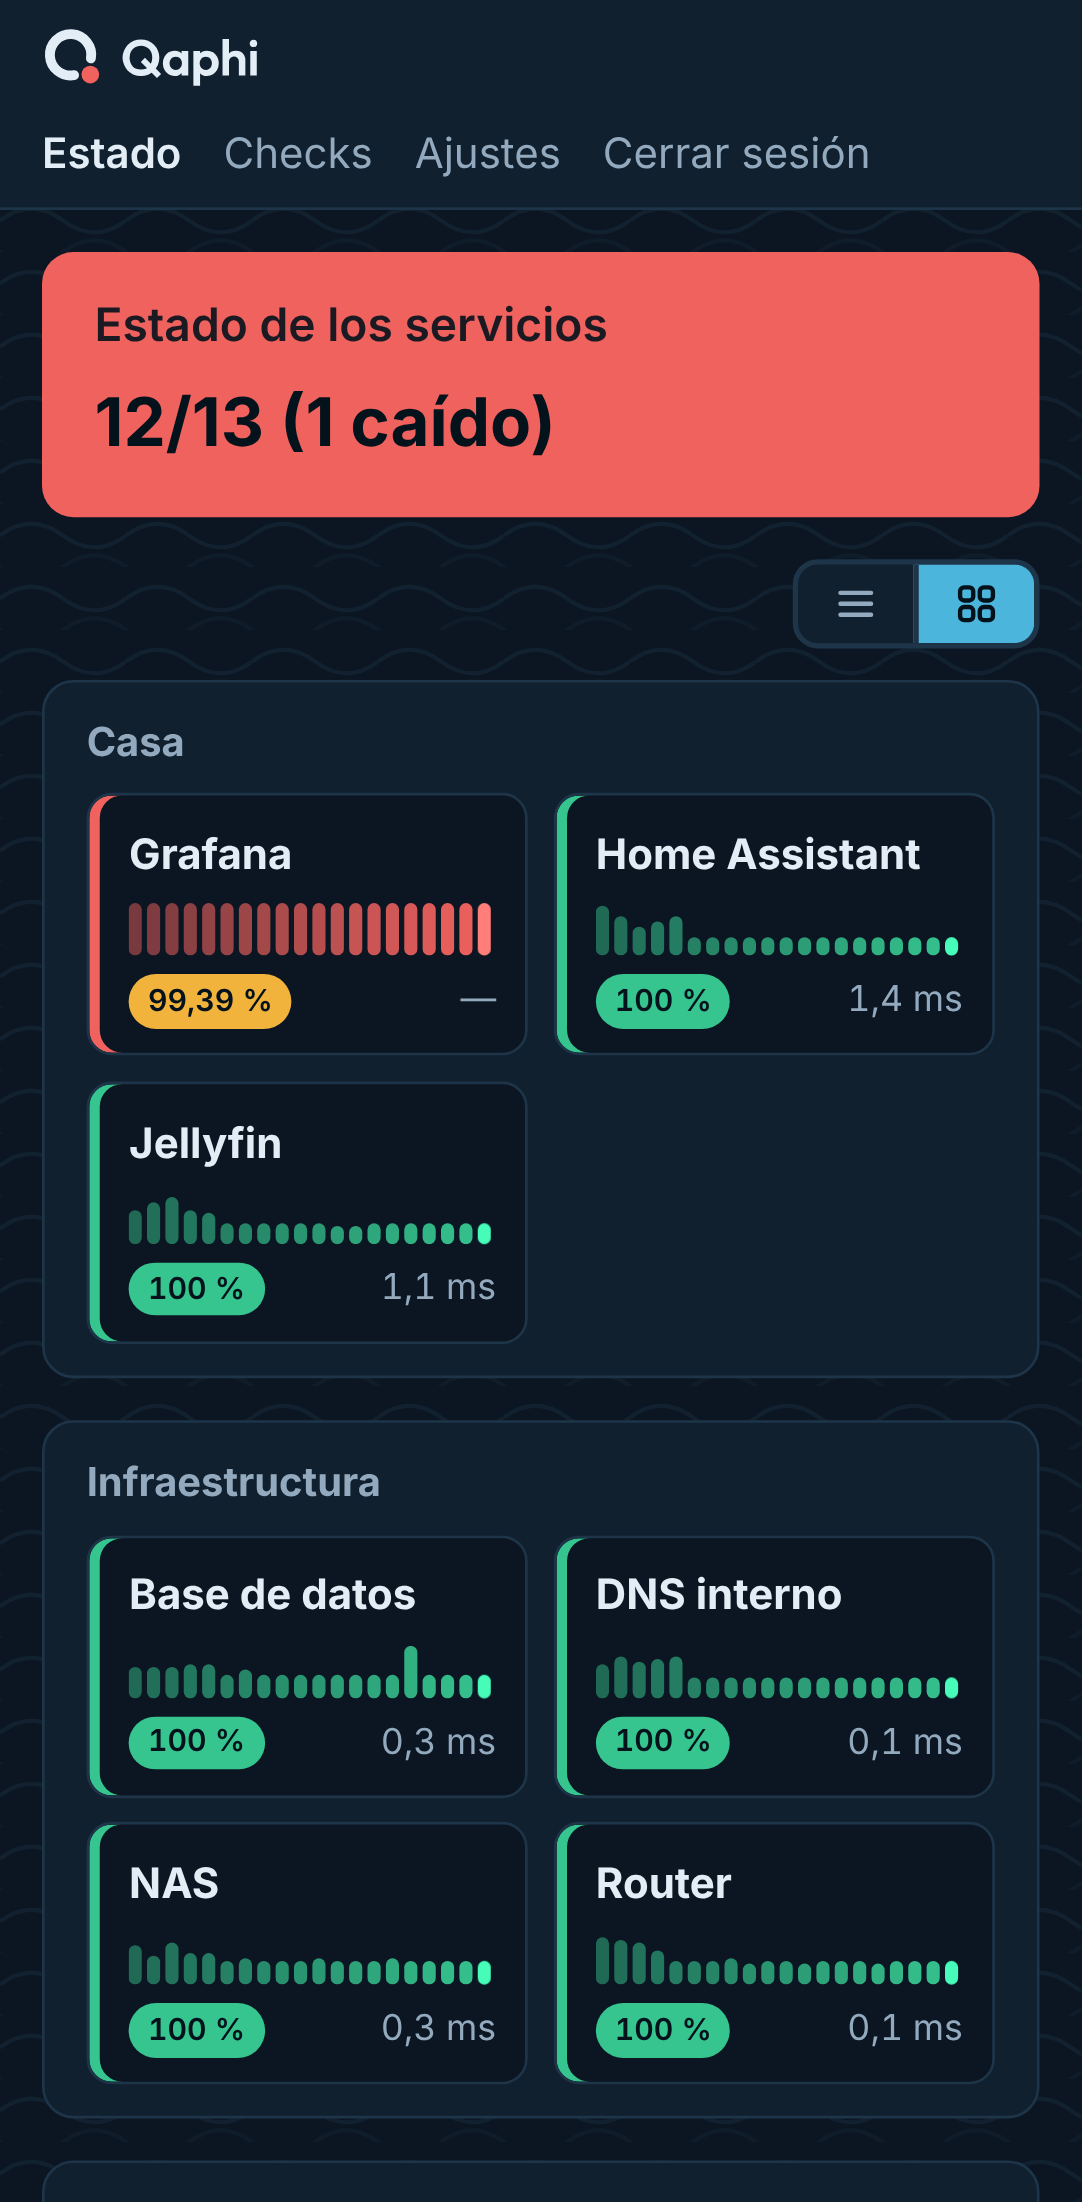 Qaphi
Estado Checks Ajustes Cerrar sesión
Estado de los servicios
12/13 (1 caído)
Casa
Grafana
99,39 % —
Home Assistant
100 % 1,4 ms
Jellyfin
100 % 1,1 ms
Infraestructura
Base de datos
100 % 0,3 ms
DNS interno
100 % 0,1 ms
NAS
100 % 0,3 ms
Router
100 % 0,1 ms